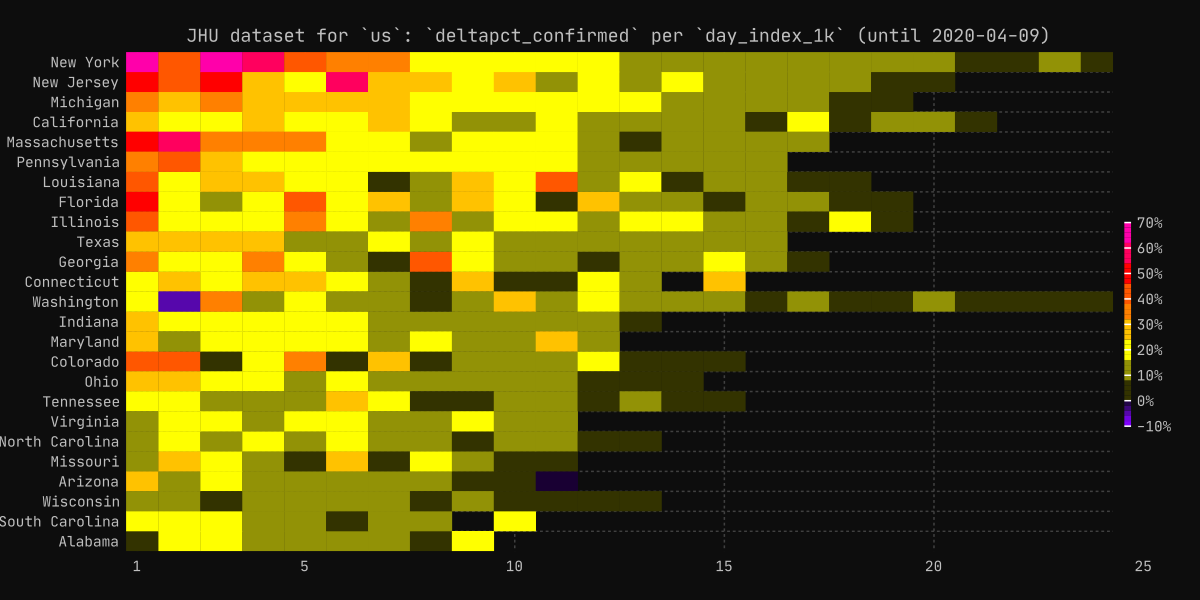 JHU dataset for `us`: `deltapct_confirmed` per `day_index_1k` (until 2020-04-09)
New York
New Jersey
Michigan
California
Massachusetts
Pennsylvania
Louisiana
Florida
Illinois
Texas
Georgia
Connecticut
Washington
Indiana
Maryland
Colorado
Ohio
Tennessee
Virginia
North Carolina
Missouri
Arizona
Wisconsin
South Carolina
Alabama
1 5 10 15 20 25
70%
60%
50%
40%
30%
20%
10%
0%
-10%